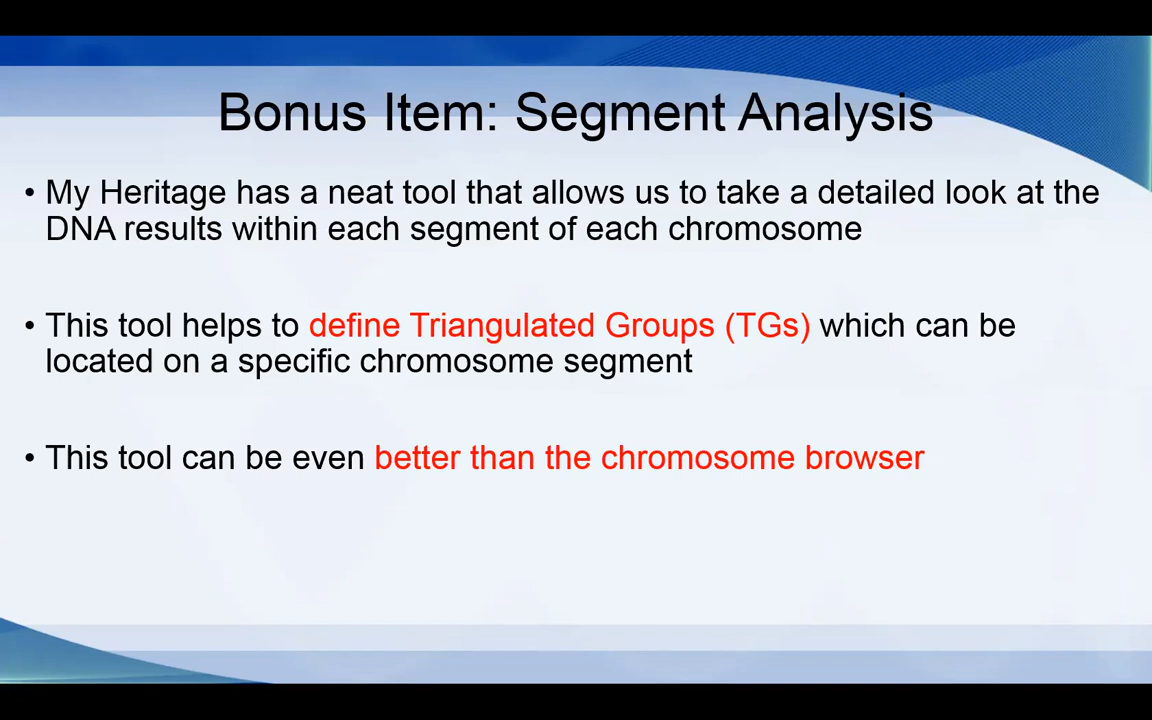 Bonus Item: Segment Analysis
• My Heritage has a neat tool that allows us to take a detailed look at the
DNA results within each segment of each chromosome
• This tool helps to define Triangulated Groups (TGs) which can be
located on a specific chromosome segment
• This tool can be even better than the chromosome browser